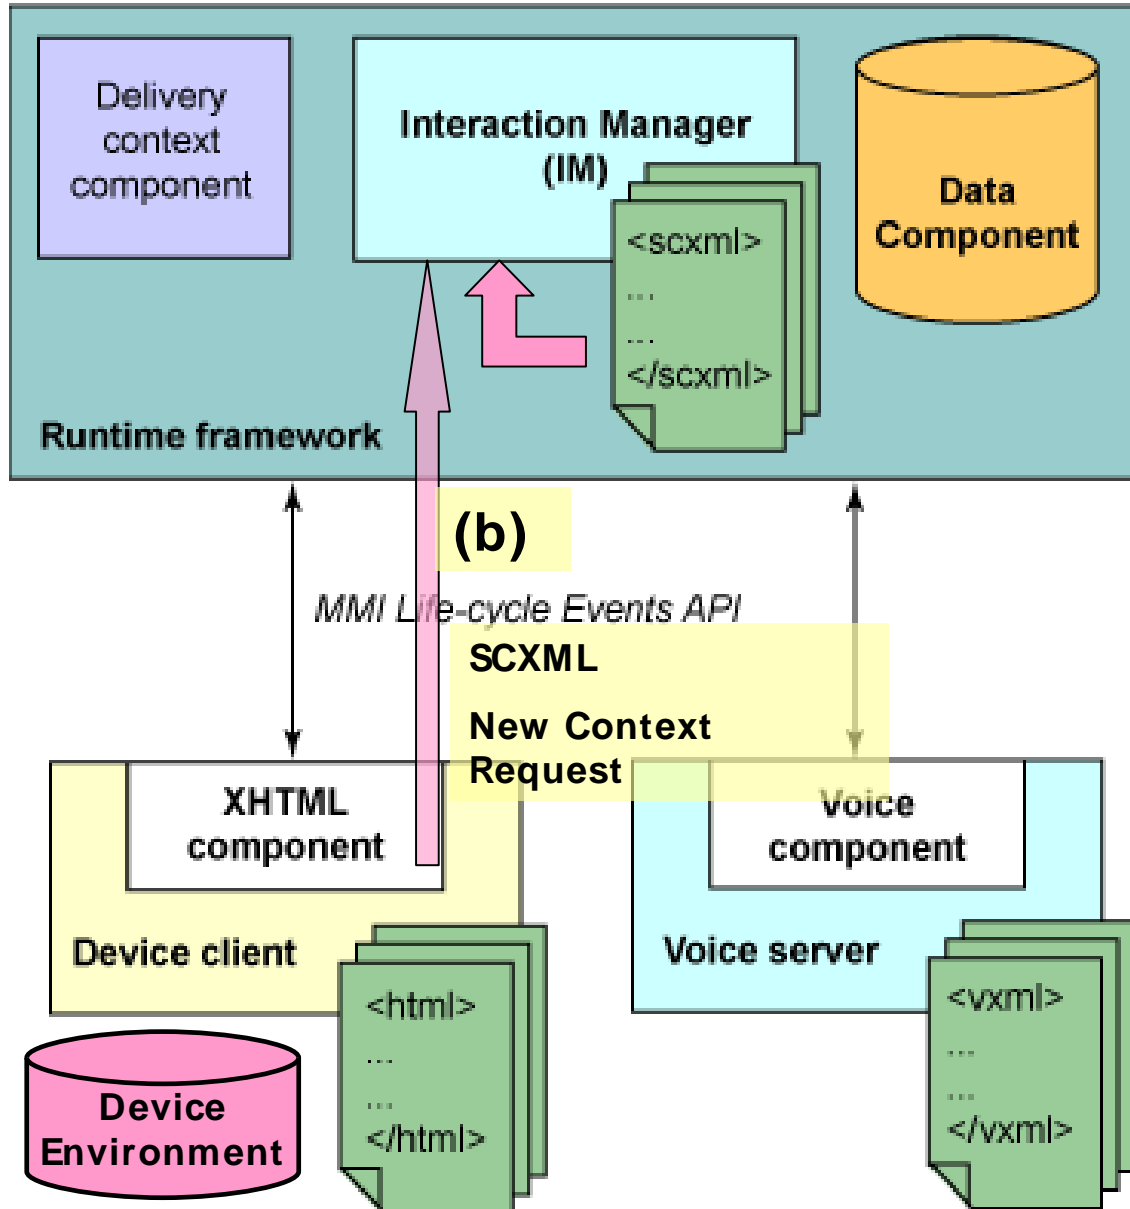 Delivery
context
component
Interaction Manager
(IM)
Data
Component
<scxml>
...
...
</scxml>
Runtime framework
(b)
MMI Life-cycle Events API
SCXML
New Context
Request
XHTML
component
Voice
component
Device client
Voice server
<html>
...
...
</html>
<vxml>
...
...
</vxml>
Device
Environment